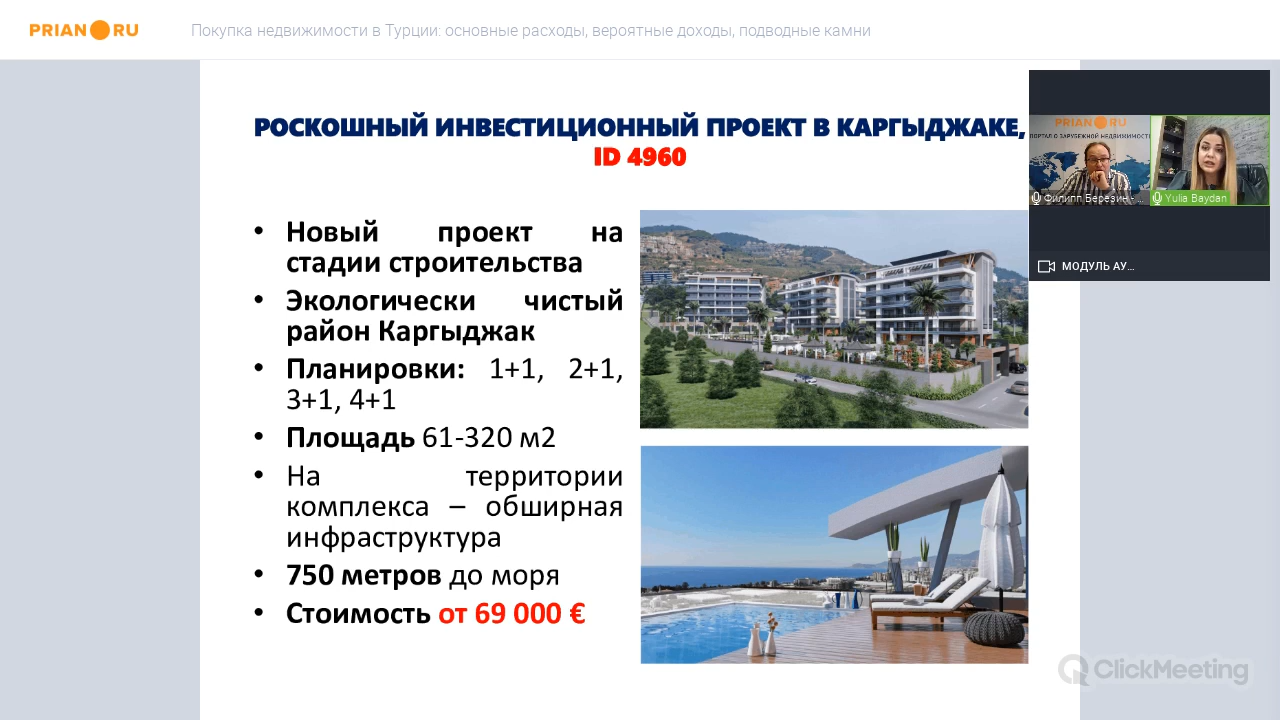 PRIAN RU
Покупка недвижимости в Турции: основные расходы, вероятные доходы, подводные камни
РОСКОШНЫЙ ИНВЕСТИЦИОННЫЙ ПРОЕКТ В КАРГЫДЖАКЕ,
ID 4960
• Новый проект на
стадии строительства
• Экологически чистый
район Каргыджак
• Планировки: 1+1, 2+1,
3+1, 4+1
• Площадь 61-320 м2
• На территории
комплекса – обширная
инфраструктура
• 750 метров до моря
• Стоимость от 69 000 €
PRIAN RU
ПОРТАЛ О ЗАРУБЕЖНОЙ НЕДВИЖИМОСТИ
Филипп Березин - ...
Yulia Baydan
МОДУЛЬ АУ...
ClickMeeting